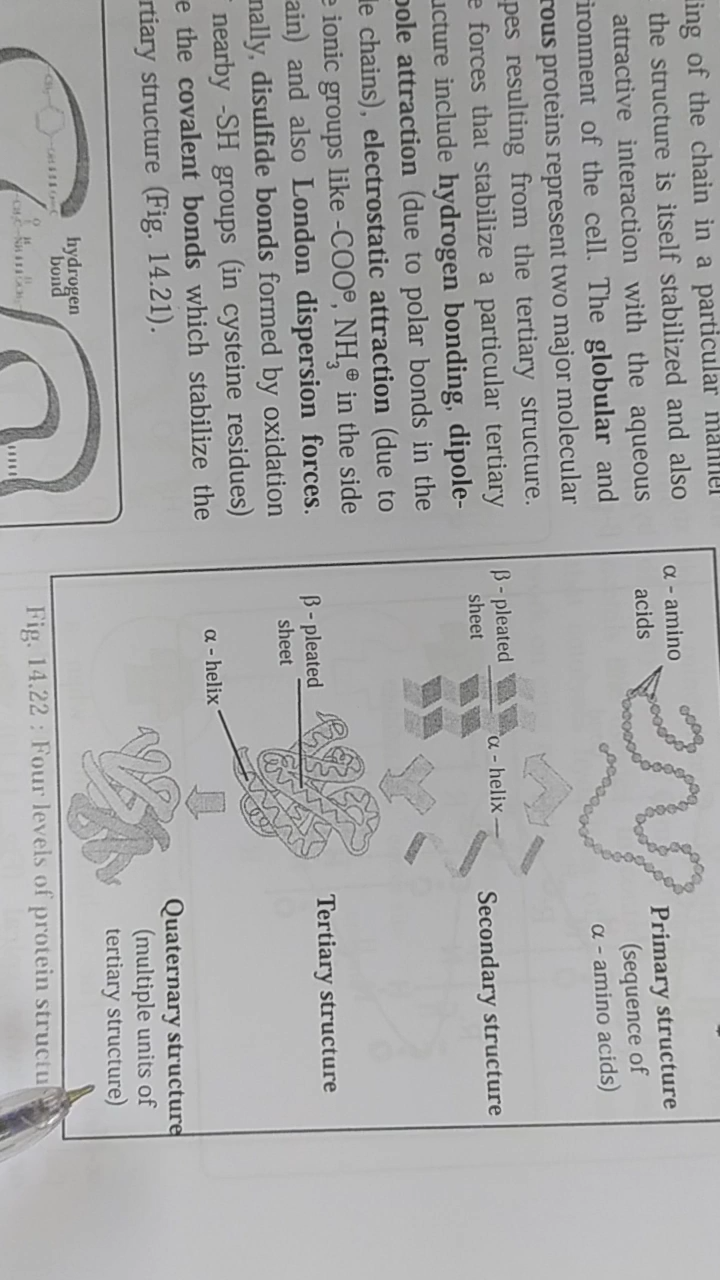 ing of the chain in a particular manner
the structure is itself stabilized and also
attractive interaction with the aqueous
ironment of the cell. The globular and
rous proteins represent two major molecular
pes resulting from the tertiary structure.
e forces that stabilize a particular tertiary
ucture include hydrogen bonding, dipole-
pole attraction (due to polar bonds in the
le chains), electrostatic attraction (due to
e ionic groups like -COO⊖, NH₃⊕ in the side
ain) and also London dispersion forces.
nally, disulfide bonds formed by oxidation
nearby -SH groups (in cysteine residues)
e the covalent bonds which stabilize the
rtiary structure (Fig. 14.21).
hydrogen
bond
α - amino
acids
Primary structure
(sequence of
α - amino acids)
β - pleated
sheet
α - helix
Secondary structure
β - pleated
sheet
α - helix
Tertiary structure
Quaternary structure
(multiple units of
tertiary structure)
Fig. 14.22 : Four levels of protein structu